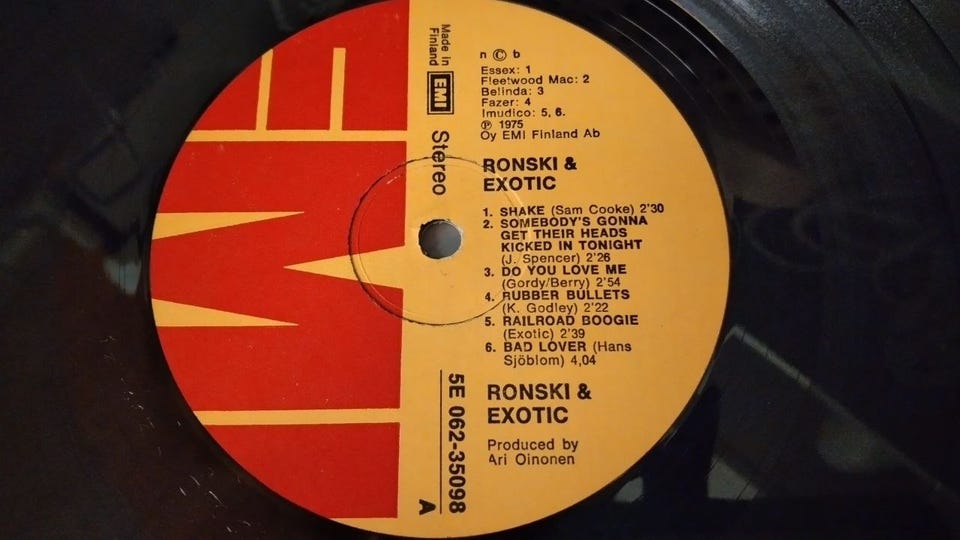 EMI
Made in
Finland
EMI
Stereo
n © b
Essex: 1
Fleetwood Mac: 2
Belinda: 3
Fazer: 4
Imudico: 5, 6.
℗ 1975
Oy EMI Finland Ab
RONSKI &
EXOTIC
1. SHAKE (Sam Cooke) 2'30
2. SOMEBODY'S GONNA
GET THEIR HEADS
KICKED IN TONIGHT
(J. Spencer) 2'26
3. DO YOU LOVE ME
(Gordy/Berry) 2'54
4. RUBBER BULLETS
(K. Godley) 2'22
5. RAILROAD BOOGIE
(Exotic) 2'39
6. BAD LOVER (Hans
Sjöblom) 4,04
RONSKI &
EXOTIC
Produced by
Ari Oinonen
5E 062-35098
A